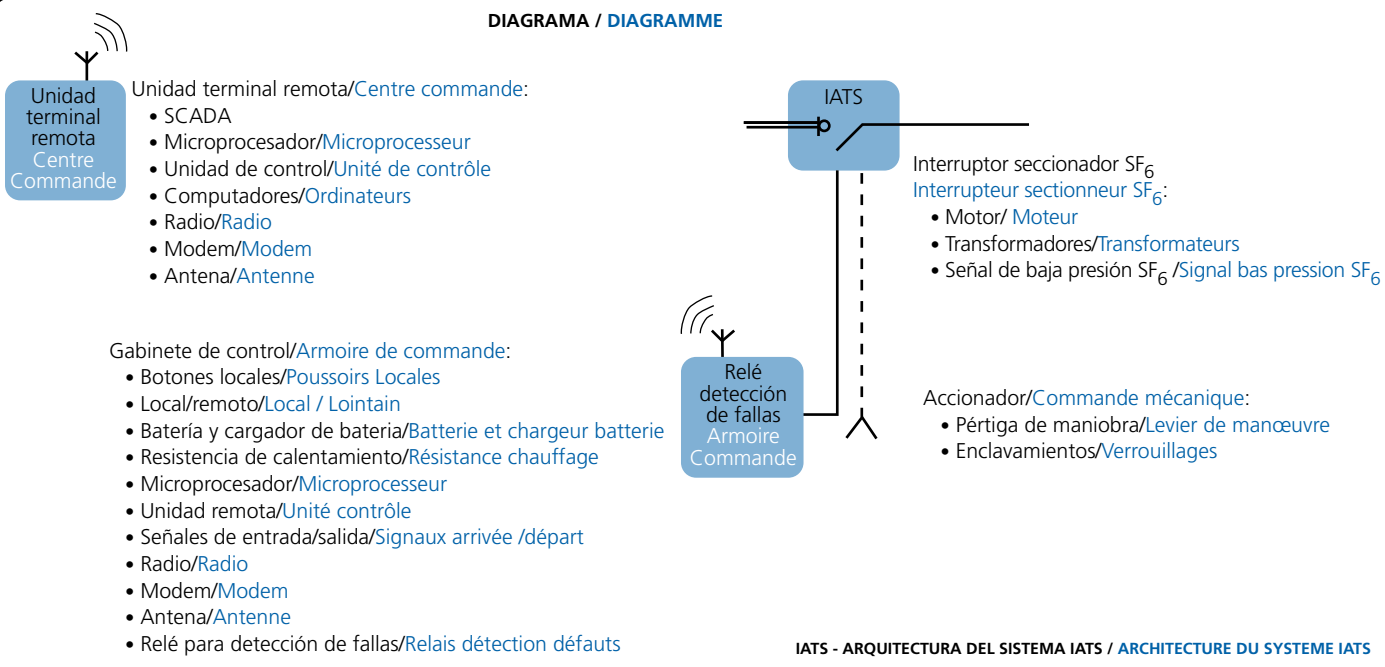 DIAGRAMA / DIAGRAMME
Unidad
terminal
remota
Centre
Commande
Unidad terminal remota/Centre commande:
• SCADA
• Microprocesador/Microprocesseur
• Unidad de control/Unité de contrôle
• Computadores/Ordinateurs
• Radio/Radio
• Modem/Modem
• Antena/Antenne
IATS
Interruptor seccionador SF6
Interrupteur sectionneur SF6:
• Motor/ Moteur
• Transformadores/Transformateurs
• Señal de baja presión SF6 /Signal bas pression SF6
Gabinete de control/Armoire de commande:
• Botones locales/Poussoirs Locales
• Local/remoto/Local / Lointain
• Batería y cargador de bateria/Batterie et chargeur batterie
• Resistencia de calentamiento/Résistance chauffage
• Microprocesador/Microprocesseur
• Unidad remota/Unité contrôle
• Señales de entrada/salida/Signaux arrivée /départ
• Radio/Radio
• Modem/Modem
• Antena/Antenne
• Relé para detección de fallas/Relais détection défauts
Relé
detección
de fallas
Armoire
Commande
Accionador/Commande mécanique:
• Pértiga de maniobra/Levier de manœuvre
• Enclavamientos/Verrouillages
IATS - ARQUITECTURA DEL SISTEMA IATS / ARCHITECTURE DU SYSTEME IATS